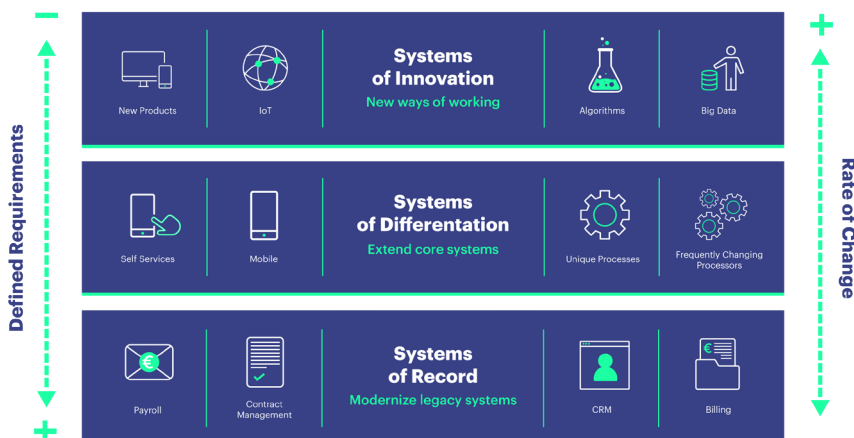 Defined Requirements
Systems
of Innovation
New ways of working
New Products
IoT
Algorithms
Big Data
Systems
of Differentation
Extend core systems
Self Services
Mobile
Unique Processes
Frequently Changing
Processors
Systems
of Record
Modernize legacy systems
Payroll
Contract
Management
CRM
Billing
Rate of Change